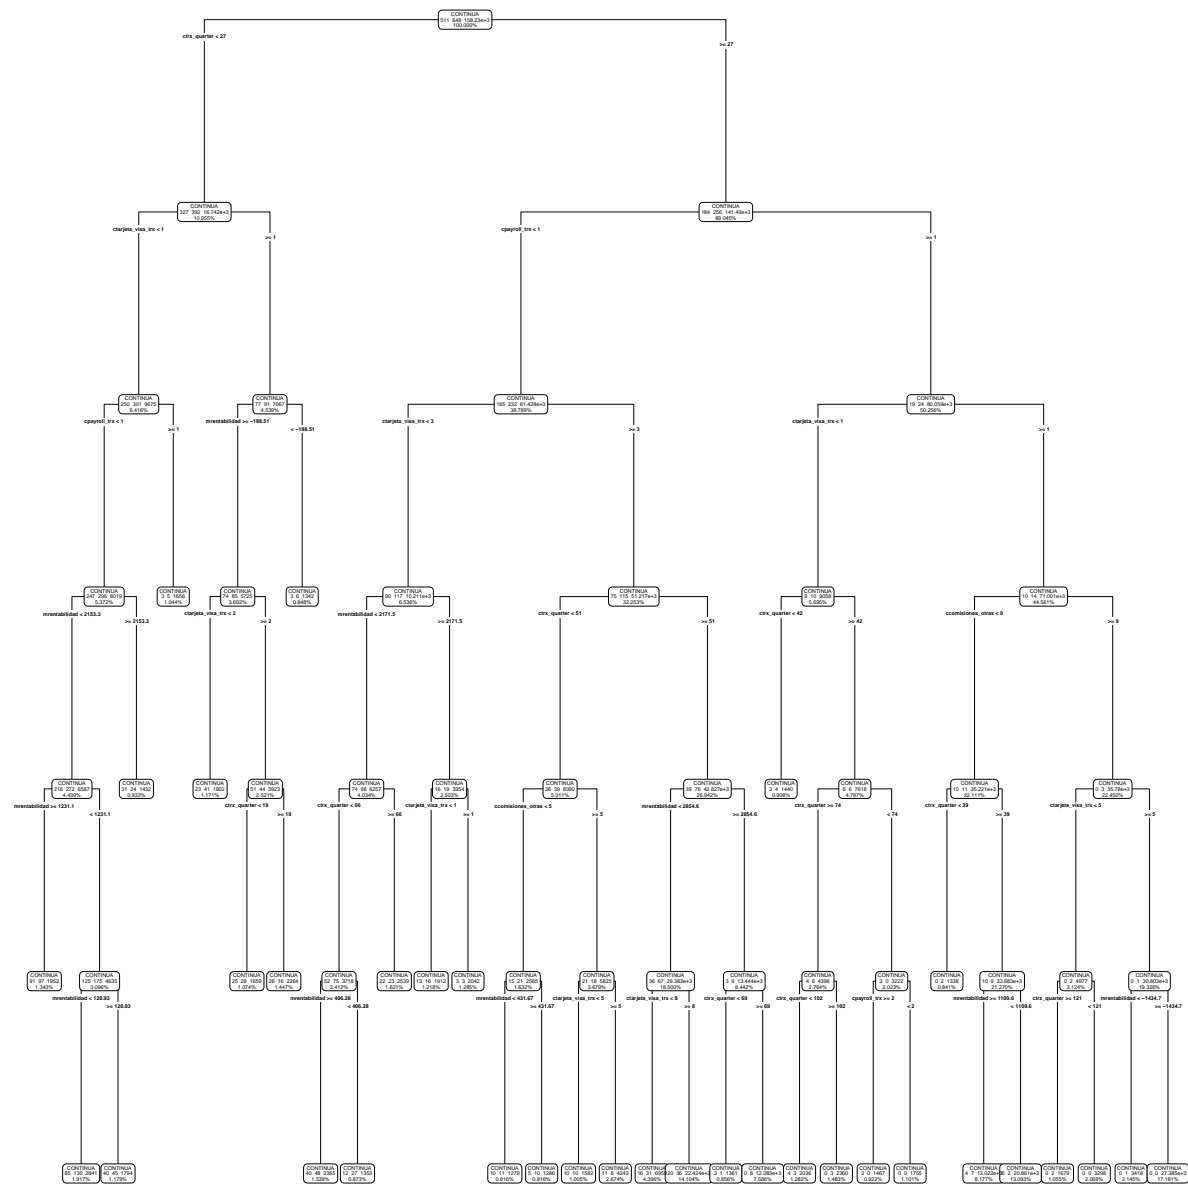 CONTINUA
511 648 158.23e+3
100.000%
ctrx_quarter < 27
>= 27
CONTINUA
327 392 16.742e+3
10.955%
CONTINUA
184 256 141.49e+3
89.045%
ctarjeta_visa_trx < 1
>= 1
cpayroll_trx < 1
>= 1
CONTINUA
250 301 9675
6.416%
CONTINUA
77 91 7067
4.539%
CONTINUA
165 232 61.428e+3
38.789%
CONTINUA
19 24 80.059e+3
50.256%
cpayroll_trx < 1
>= 1
mrentabilidad >= -188.51
< -188.51
ctarjeta_visa_trx < 3
>= 3
ctarjeta_visa_trx < 1
>= 1
CONTINUA
247 296 8019
5.372%
CONTINUA
3 5 1656
1.044%
CONTINUA
74 85 5725
3.692%
CONTINUA
3 6 1342
0.848%
CONTINUA
90 117 10.211e+3
6.536%
CONTINUA
75 115 51.217e+3
32.253%
CONTINUA
9 10 9058
5.695%
CONTINUA
10 14 71.001e+3
44.561%
mrentabilidad < 2153.3
>= 2153.3
ctarjeta_visa_trx < 2
>= 2
mrentabilidad < 2171.5
>= 2171.5
ctrx_quarter < 51
>= 51
ctrx_quarter < 42
>= 42
ccomisiones_otras < 9
>= 9
CONTINUA
216 272 6587
4.439%
CONTINUA
31 24 1432
0.933%
CONTINUA
23 41 1802
1.171%
CONTINUA
51 44 3923
2.521%
CONTINUA
74 98 6257
4.034%
CONTINUA
16 19 3954
2.503%
CONTINUA
36 39 8390
5.311%
CONTINUA
39 76 42.827e+3
26.942%
CONTINUA
3 4 1440
0.908%
CONTINUA
6 6 7618
4.787%
CONTINUA
10 11 35.221e+3
22.111%
CONTINUA
0 3 35.78e+3
22.450%
mrentabilidad >= 1231.1
< 1231.1
ctrx_quarter < 19
>= 19
ctrx_quarter < 66
>= 66
ctarjeta_visa_trx < 1
>= 1
ccomisiones_otras < 5
>= 5
mrentabilidad < 2854.6
>= 2854.6
ctrx_quarter >= 74
< 74
ctrx_quarter < 39
>= 39
ctarjeta_visa_trx < 5
>= 5
CONTINUA
91 97 1952
1.343%
CONTINUA
125 175 4635
3.096%
CONTINUA
25 28 1659
1.074%
CONTINUA
26 16 2264
1.447%
CONTINUA
52 75 3718
2.412%
CONTINUA
22 23 2539
1.621%
CONTINUA
13 16 1912
1.218%
CONTINUA
3 3 2042
1.285%
CONTINUA
15 21 2565
1.632%
CONTINUA
21 18 5825
3.679%
CONTINUA
36 67 29.383e+3
18.500%
CONTINUA
3 9 13.444e+3
8.442%
CONTINUA
4 6 4396
2.764%
CONTINUA
2 0 3222
2.023%
CONTINUA
0 2 1338
0.841%
CONTINUA
10 9 33.883e+3
21.270%
CONTINUA
0 2 4977
3.124%
CONTINUA
0 1 30.803e+3
19.326%
mrentabilidad < 120.93
>= 120.93
mrentabilidad >= 406.28
< 406.28
mrentabilidad < 431.67
>= 431.67
ctarjeta_visa_trx < 5
>= 5
ctarjeta_visa_trx < 8
>= 8
ctrx_quarter < 69
>= 69
ctrx_quarter < 102
>= 102
cpayroll_trx >= 2
< 2
mrentabilidad >= 1109.6
< 1109.6
ctrx_quarter >= 121
< 121
mrentabilidad < -1434.7
>= -1434.7
CONTINUA
85 130 2841
1.917%
CONTINUA
40 45 1794
1.179%
CONTINUA
40 48 2365
1.539%
CONTINUA
12 27 1353
0.873%
CONTINUA
10 11 1279
0.816%
CONTINUA
5 10 1286
0.816%
CONTINUA
10 10 1582
1.005%
CONTINUA
11 8 4243
2.674%
CONTINUA
16 31
4.396%
CONTINUA
20 36 22.424e+3
14.104%
CONTINUA
3 1 1361
0.856%
CONTINUA
0 8 12.083e+3
7.586%
CONTINUA
4 3 2036
1.282%
CONTINUA
0 3 2360
1.483%
CONTINUA
2 0 1467
0.922%
CONTINUA
0 0 1755
1.101%
CONTINUA
4 7
8.177%
CONTINUA
6 2 20.861e+3
13.093%
CONTINUA
0 2 1679
1.055%
CONTINUA
0 0 3298
2.069%
CONTINUA
0 1 3418
2.145%
CONTINUA
0 0 27.385e+3
17.181%